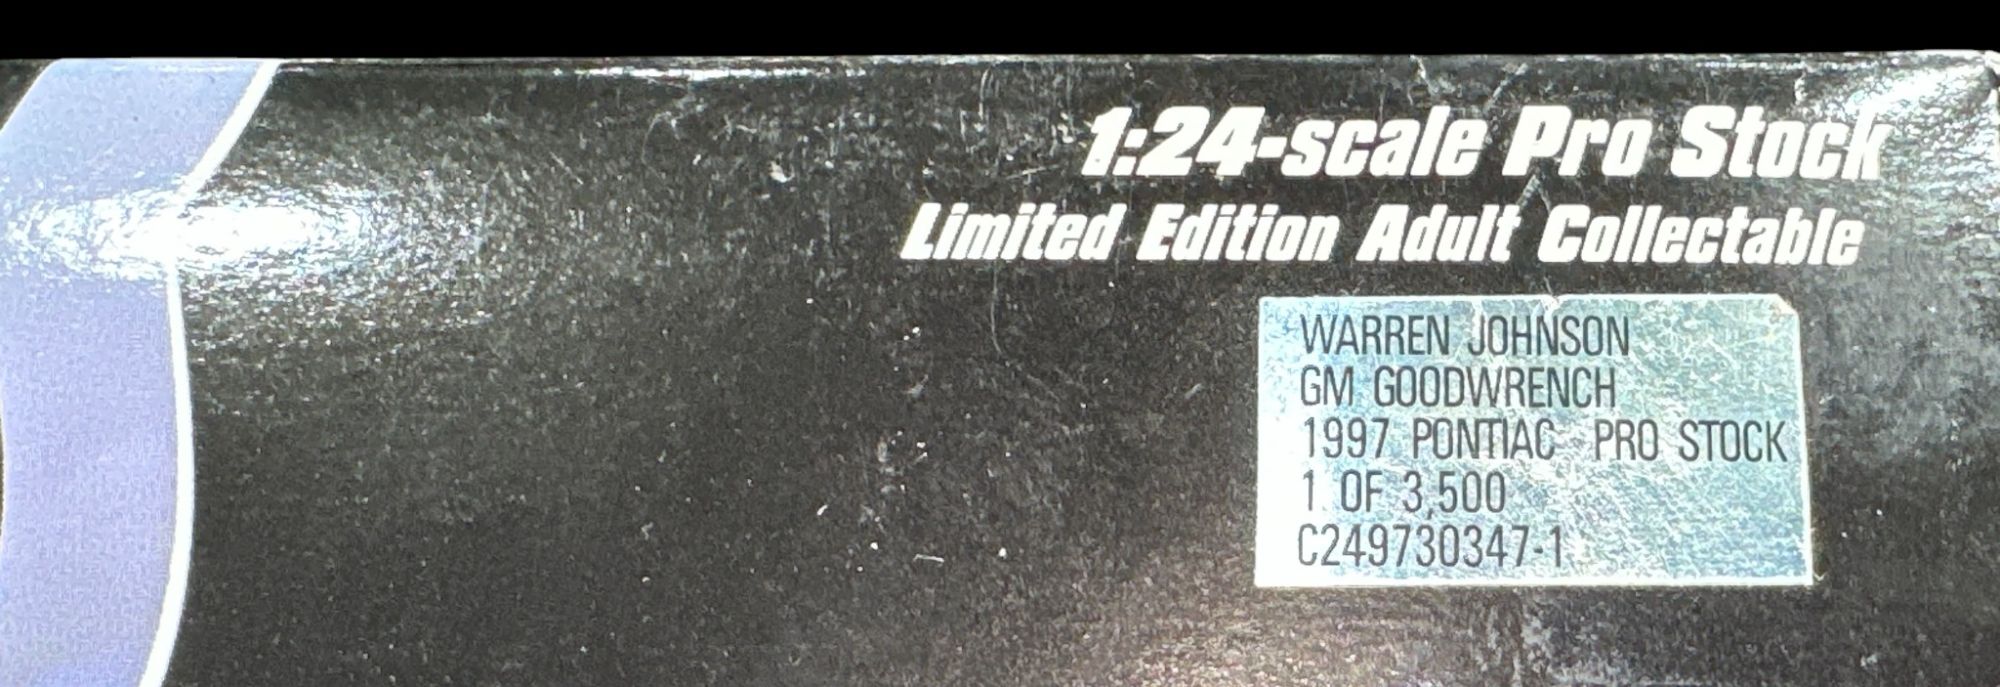 1:24-scale Pro Stock
Limited Edition Adult Collectable
WARREN JOHNSON
GM GOODWRENCH
1997 PONTIAC PRO STOCK
1 OF 3,500
C249730347-1